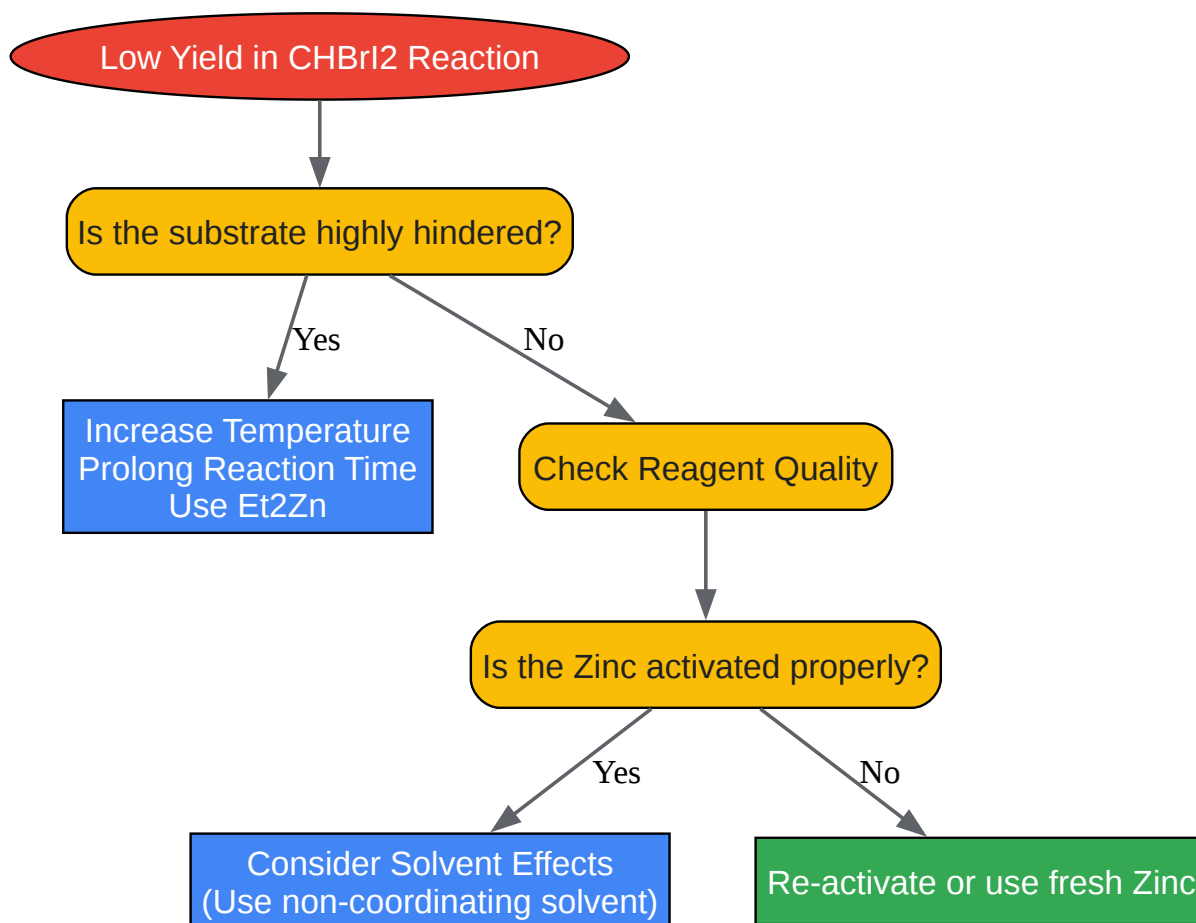 Low Yield in CHBrI2 Reaction
Is the substrate highly hindered?
Yes
No
Increase Temperature
Prolong Reaction Time
Use Et2Zn
Check Reagent Quality
Is the Zinc activated properly?
Yes
No
Consider Solvent Effects
(Use non-coordinating solvent)
Re-activate or use fresh Zinc